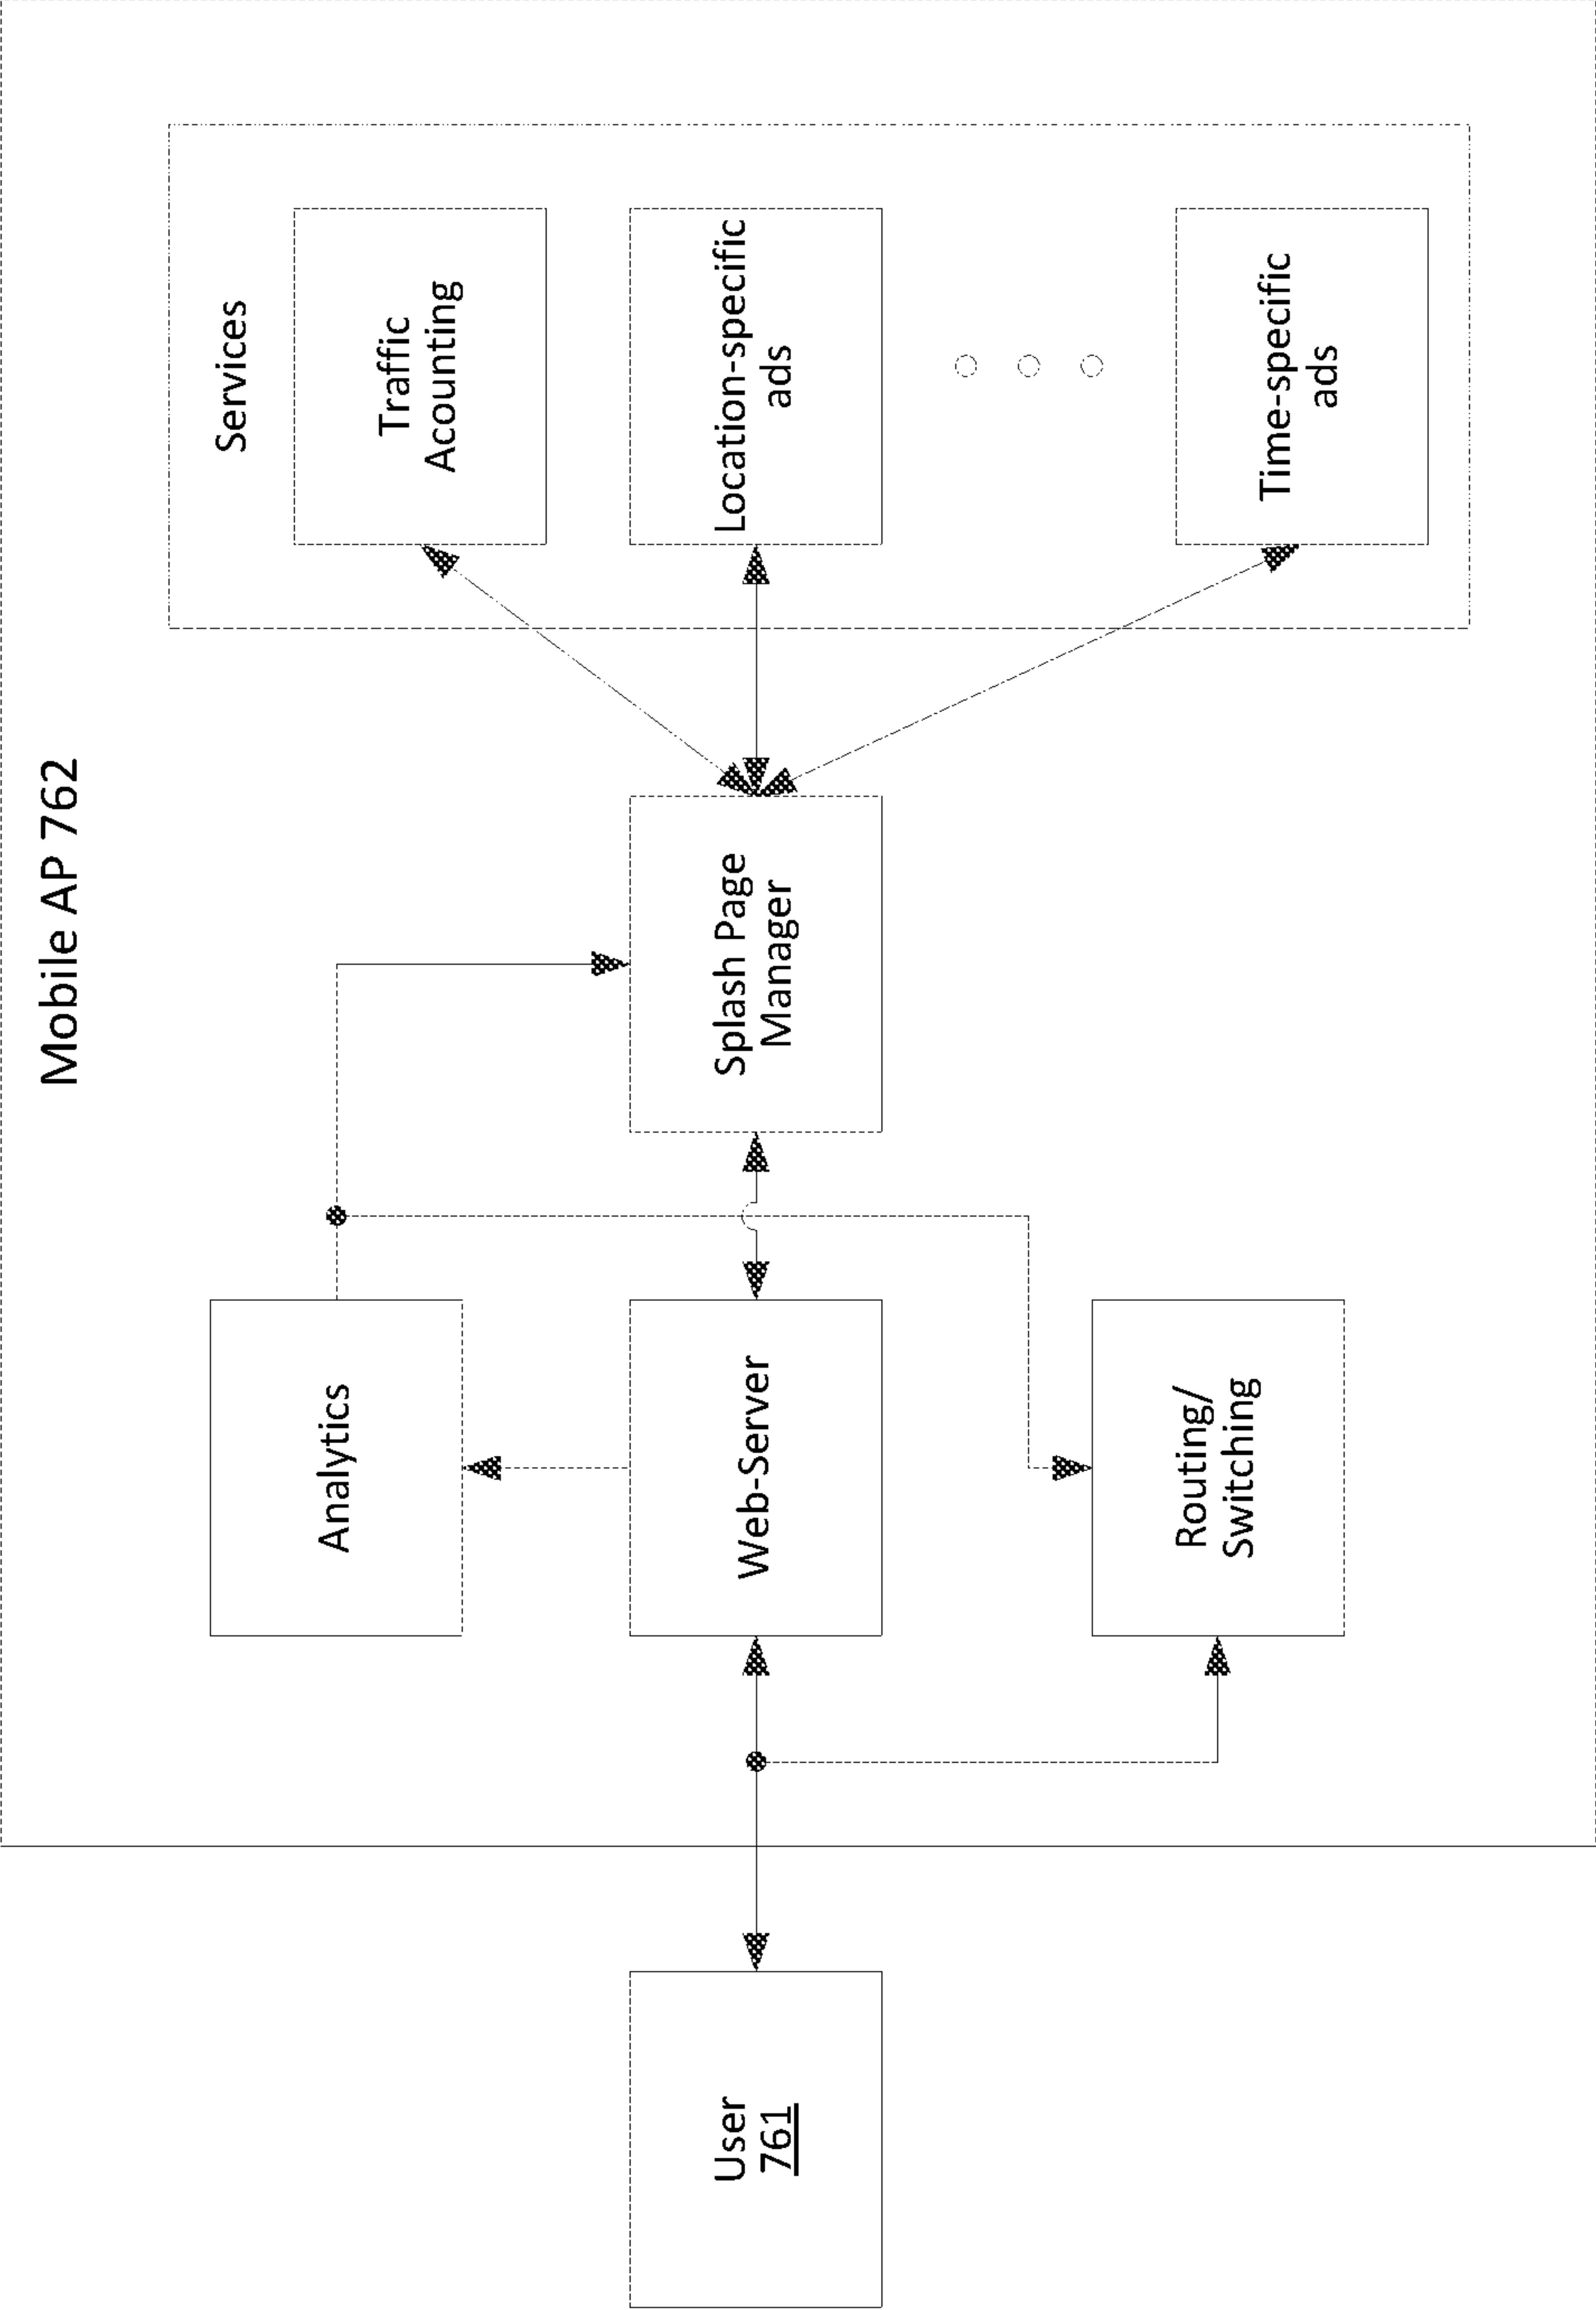 Mobile AP 762
Services
Analytics
Traffic
Acounting
User
761
Web-Server
Splash Page
Manager
Location-specific
ads
Routing/
Switching
Time-specific
ads